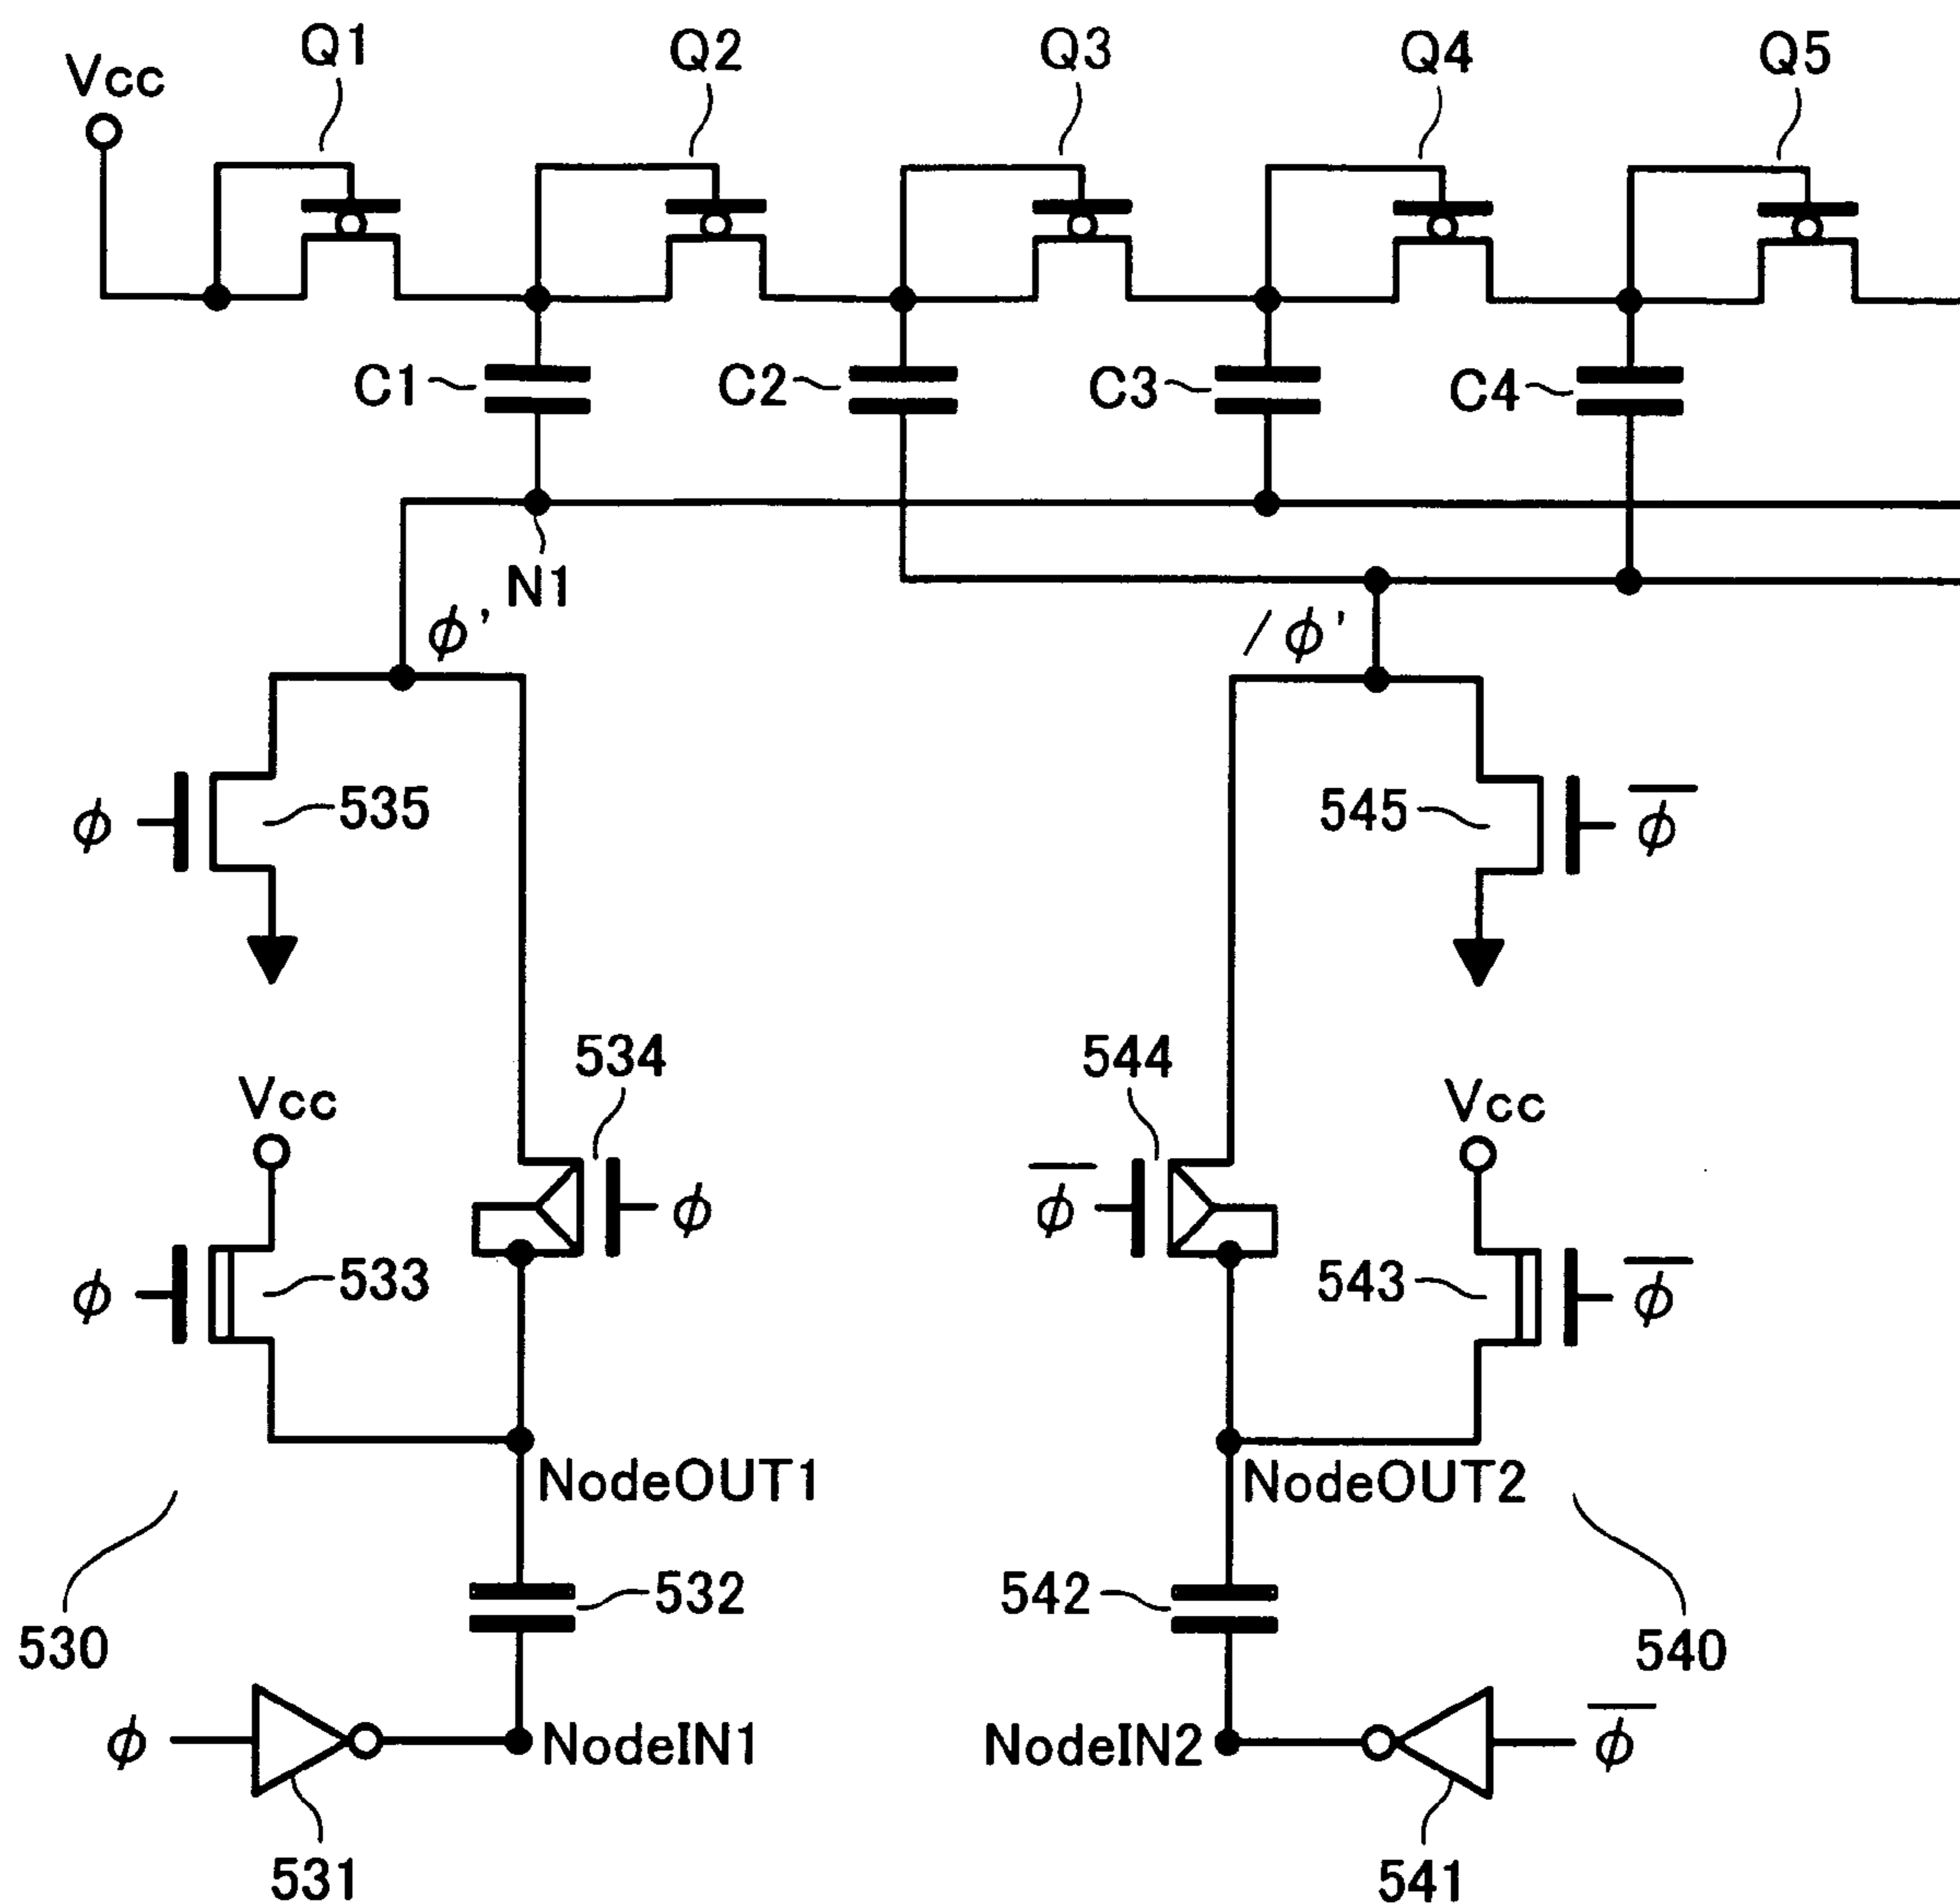 Vcc Q1 Q2 Q3 Q4 Q5
C1 C2 C3 C4
N1
ϕ' /ϕ'
ϕ 535 545 ϕ̅
534 544
Vcc Vcc
ϕ ϕ̅
ϕ 533 543 ϕ̅
NodeOUT1 NodeOUT2
532 542
530 540
ϕ NodeIN1 NodeIN2 ϕ̅
531 541